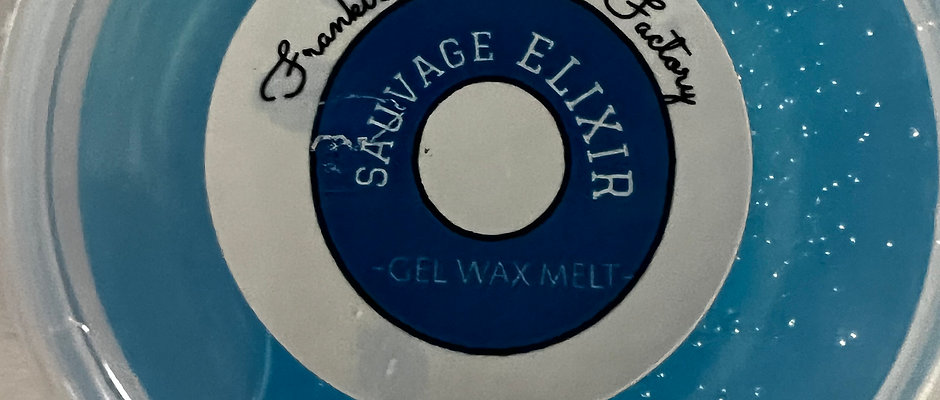 Factory
SAUVAGE ELIXIR
-GEL WAX MELT-